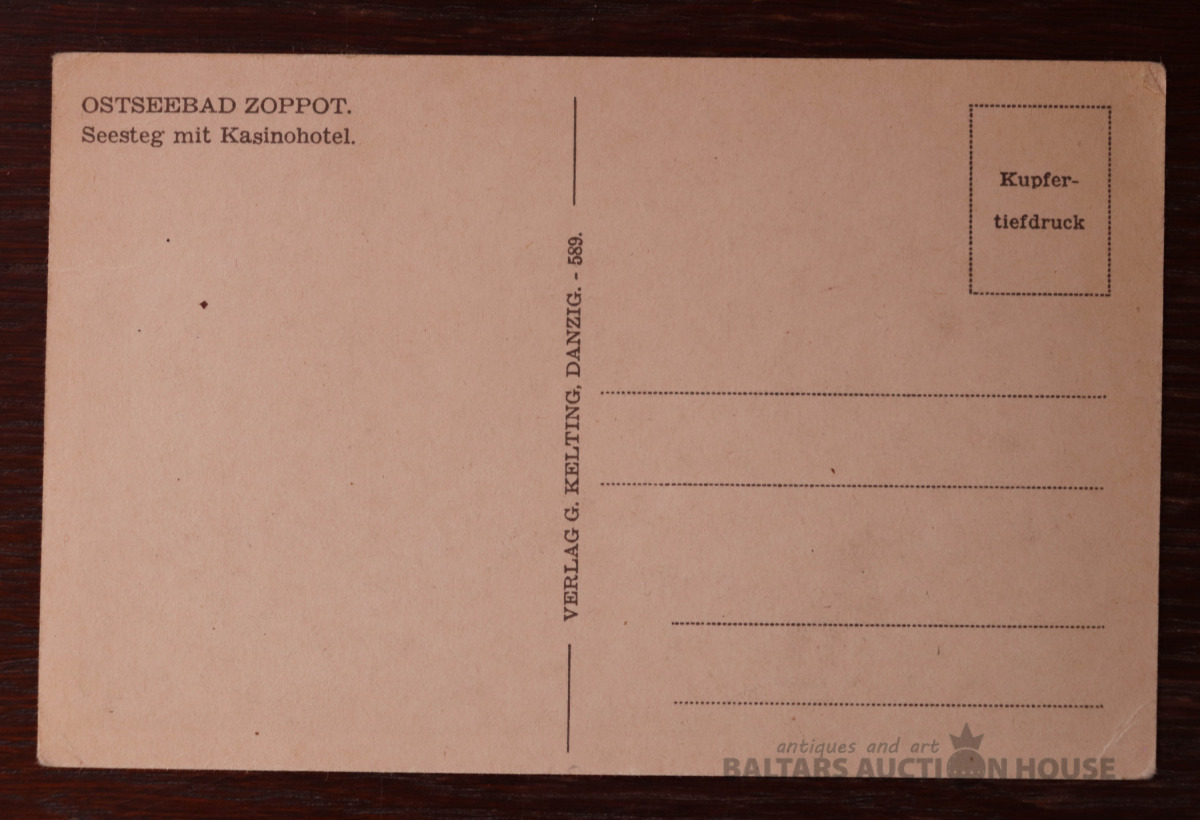 OSTSEEBAD ZOPPOT.
Seesteg mit Kasinohotel.
VERLAG G. KELTING, DANZIG. - 589.
Kupfer-
tiefdruck
antiques and art
BALTARS AUCTION HOUSE